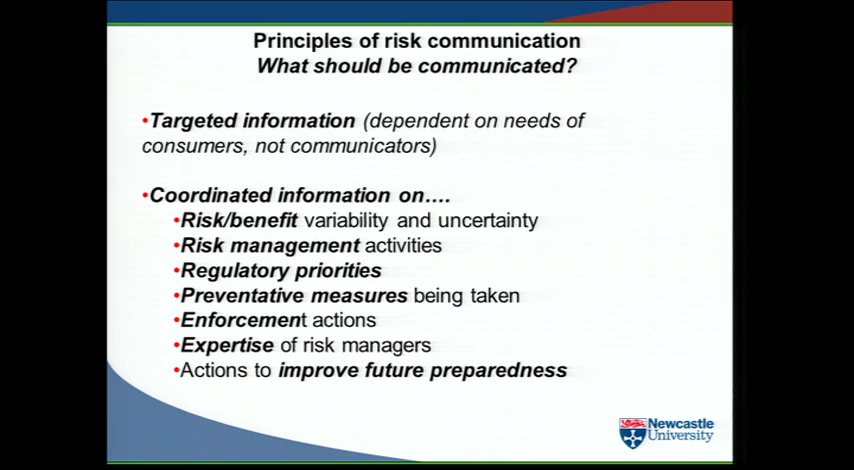 Principles of risk communication
What should be communicated?
•Targeted information (dependent on needs of
consumers, not communicators)
•Coordinated information on….
•Risk/benefit variability and uncertainty
•Risk management activities
•Regulatory priorities
•Preventative measures being taken
•Enforcement actions
•Expertise of risk managers
•Actions to improve future preparedness
Newcastle
University